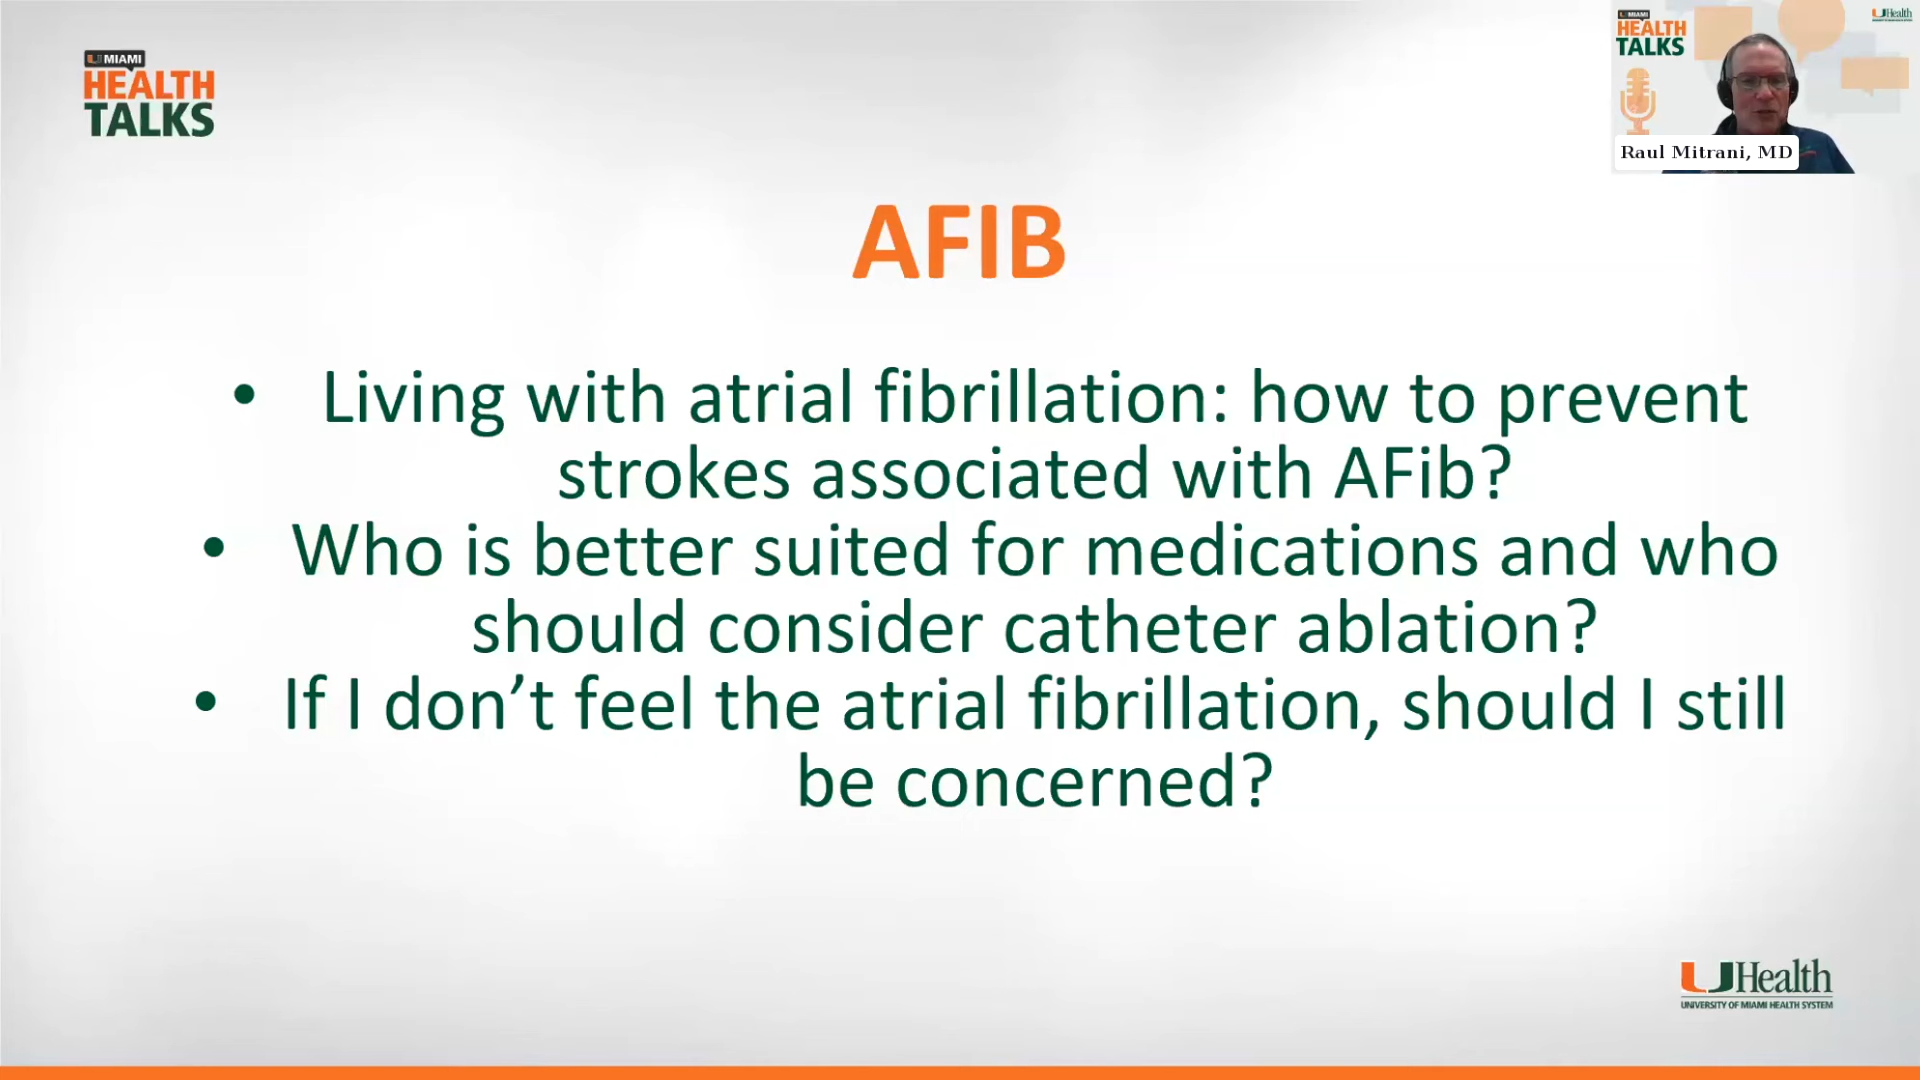 U MIAMI
HEALTH
TALKS
U MIAMI
HEALTH
TALKS
UHealth
Raul Mitrani, MD
AFIB
• Living with atrial fibrillation: how to prevent
strokes associated with AFib?
• Who is better suited for medications and who
should consider catheter ablation?
• If I don’t feel the atrial fibrillation, should I still
be concerned?
UHealth
UNIVERSITY OF MIAMI HEALTH SYSTEM